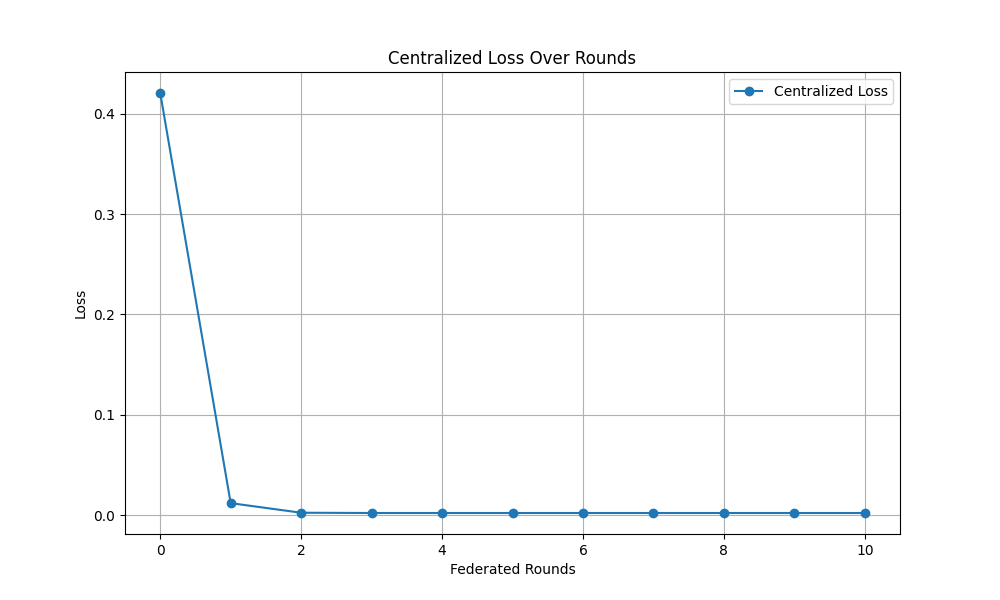 Centralized Loss Over Rounds
Centralized Loss
0.4
0.3
0.2
0.1
0.0
Loss
0 2 4 6 8 10
Federated Rounds